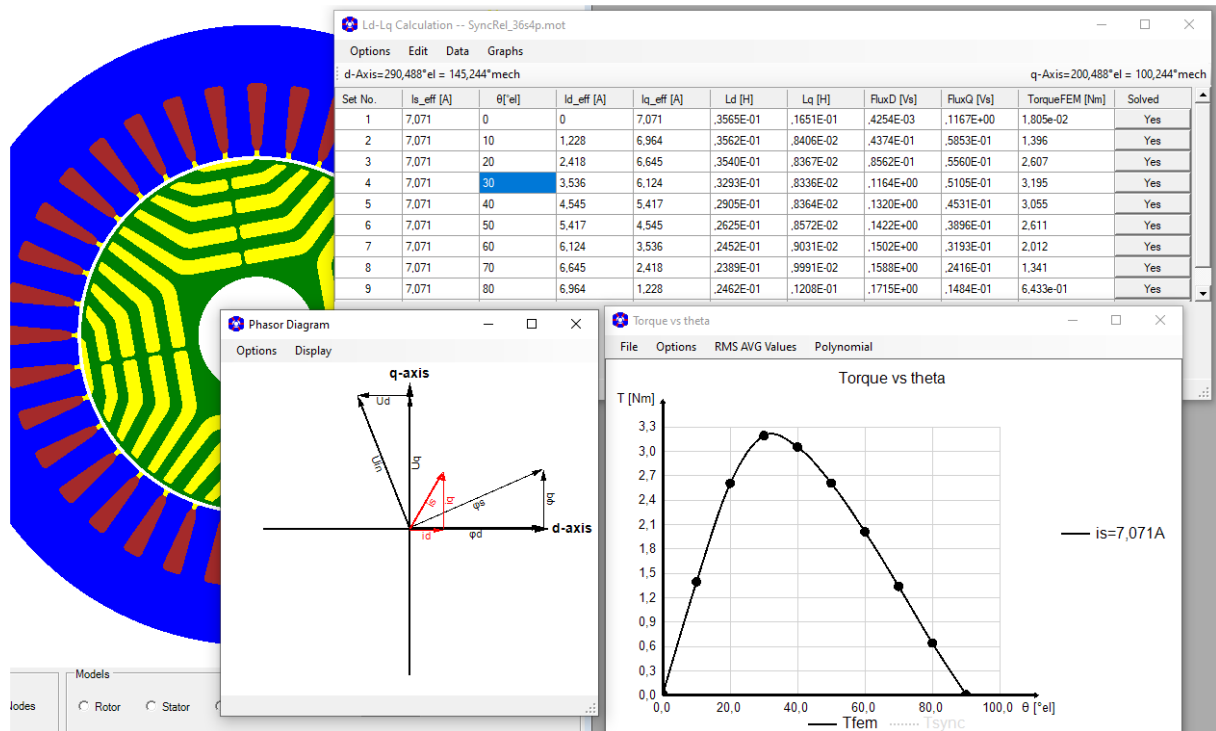 Ld-Lq Calculation -- SyncRel_36s4p.mot
Options Edit Data Graphs
d-Axis=290,488°el = 145,244°mech q-Axis=200,488°el = 100,244°mech
Set No. Is_eff [A] θ[°el] Id_eff [A] Iq_eff [A] Ld [H] Lq [H] FluxD [Vs] FluxQ [Vs] TorqueFEM [Nm] Solved
1 7,071 0 0 7,071 ,3565E-01 ,1651E-01 ,4254E-03 ,1167E+00 1,805e-02 Yes
2 7,071 10 1,228 6,964 ,3562E-01 ,8406E-02 ,4374E-01 ,5853E-01 1,396 Yes
3 7,071 20 2,418 6,645 ,3540E-01 ,8367E-02 ,8562E-01 ,5560E-01 2,607 Yes
4 7,071 30 3,536 6,124 ,3293E-01 ,8336E-02 ,1164E+00 ,5105E-01 3,195 Yes
5 7,071 40 4,545 5,417 ,2905E-01 ,8364E-02 ,1320E+00 ,4531E-01 3,055 Yes
6 7,071 50 5,417 4,545 ,2625E-01 ,8572E-02 ,1422E+00 ,3896E-01 2,611 Yes
7 7,071 60 6,124 3,536 ,2452E-01 ,9031E-02 ,1502E+00 ,3193E-01 2,012 Yes
8 7,071 70 6,645 2,418 ,2389E-01 ,9991E-02 ,1588E+00 ,2416E-01 1,341 Yes
9 7,071 80 6,964 1,228 ,2462E-01 ,1208E-01 ,1715E+00 ,1484E-01 6,433e-01 Yes
Phasor Diagram
Options Display
q-axis
Ud
Uin
Uq
is
iq
φs
φq
id
φd
d-axis
Torque vs theta
File Options RMS AVG Values Polynomial
Torque vs theta
T [Nm]
3,3
3,0
2,7
2,4
2,1
1,8
1,5
1,2
0,9
0,6
0,3
0,0
0,0 20,0 40,0 60,0 80,0 100,0 θ [°el]
is=7,071A
Tfem Tsync
Models
Nodes
Rotor Stator